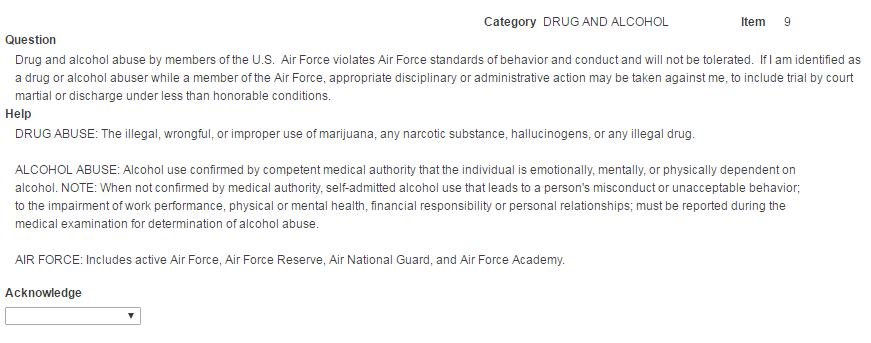 Category DRUG AND ALCOHOL Item 9
Question
Drug and alcohol abuse by members of the U.S. Air Force violates Air Force standards of behavior and conduct and will not be tolerated. If I am identified as
a drug or alcohol abuser while a member of the Air Force, appropriate disciplinary or administrative action may be taken against me, to include trial by court
martial or discharge under less than honorable conditions.
Help
DRUG ABUSE: The illegal, wrongful, or improper use of marijuana, any narcotic substance, hallucinogens, or any illegal drug.
ALCOHOL ABUSE: Alcohol use confirmed by competent medical authority that the individual is emotionally, mentally, or physically dependent on
alcohol. NOTE: When not confirmed by medical authority, self-admitted alcohol use that leads to a person's misconduct or unacceptable behavior;
to the impairment of work performance, physical or mental health, financial responsibility or personal relationships; must be reported during the
medical examination for determination of alcohol abuse.
AIR FORCE: Includes active Air Force, Air Force Reserve, Air National Guard, and Air Force Academy.
Acknowledge